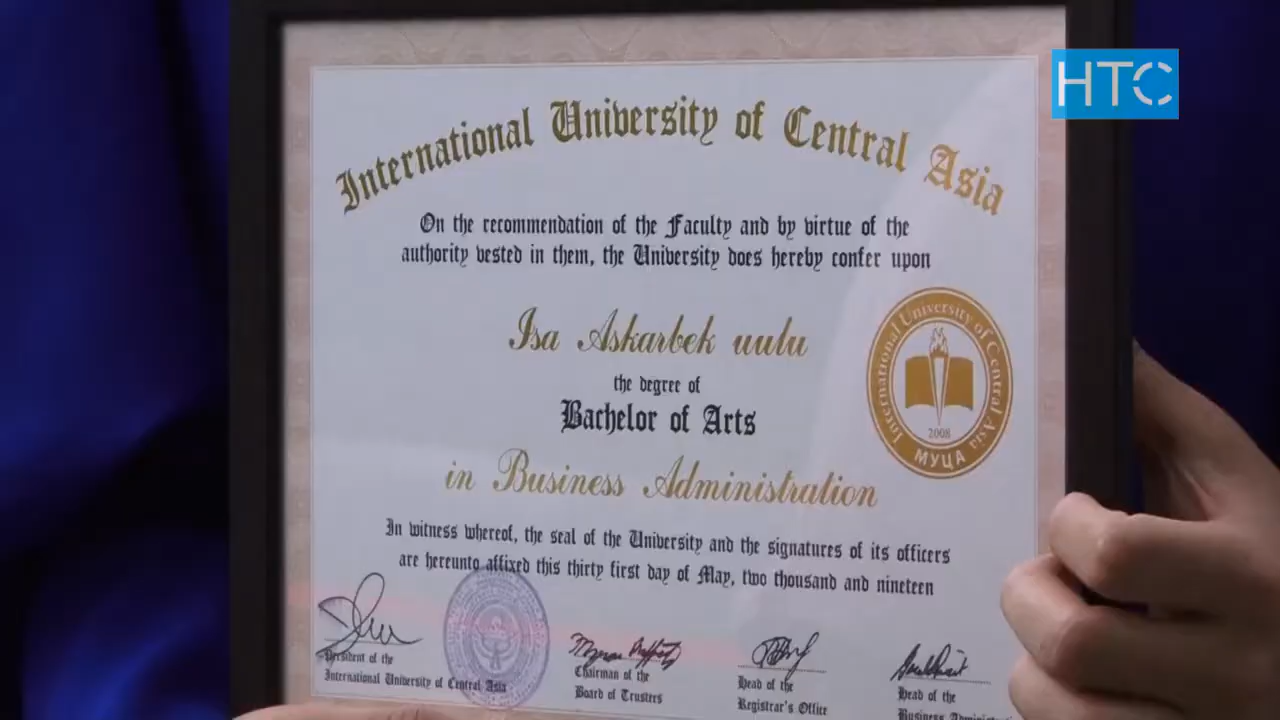 НТС
International University of Central Asia
On the recommendation of the Faculty and by virtue of the
authority vested in them, the University does hereby confer upon
Isa Askarbek uulu
the degree of
Bachelor of Arts
in Business Administration
International University of Central Asia
2008
МУЦА
In witness whereof, the seal of the University and the signatures of its officers
are hereunto affixed this thirty first day of May, two thousand and nineteen
President of the
International University of Central Asia
Chairman of the
Board of Trusters
Head of the
Registrar's Office
Head of the
Business